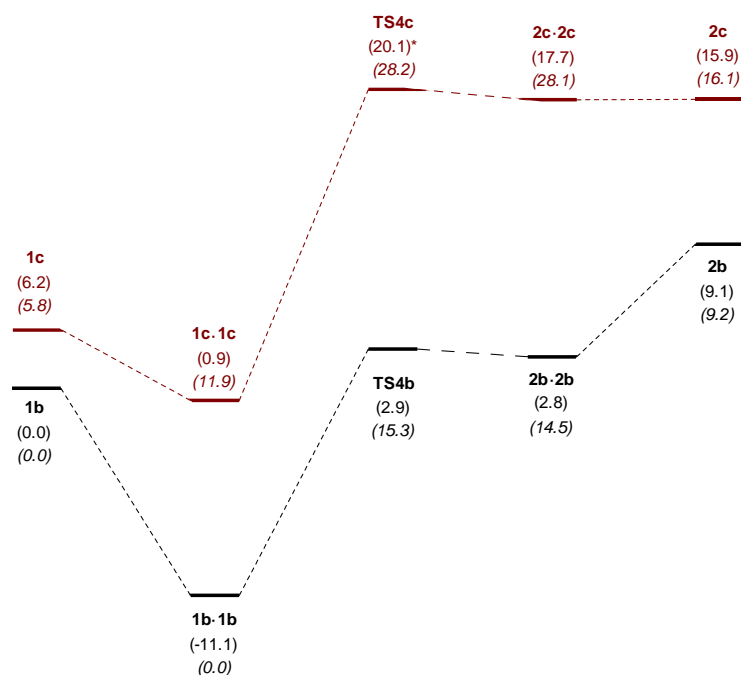 TS4c
(20.1)*
(28.2)
2c·2c
(17.7)
(28.1)
2c
(15.9)
(16.1)
1c
(6.2)
(5.8)
1c·1c
(0.9)
(11.9)
2b
(9.1)
(9.2)
1b
(0.0)
(0.0)
TS4b
(2.9)
(15.3)
2b·2b
(2.8)
(14.5)
1b·1b
(-11.1)
(0.0)